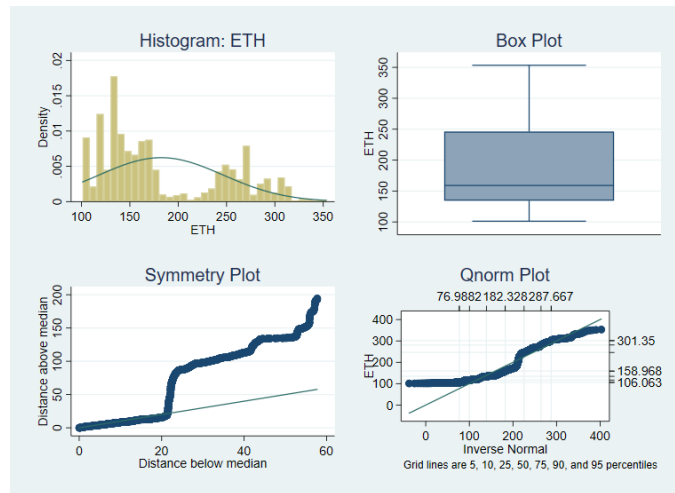 Histogram: ETH
Density
0 .005 .01 .015 .02
100 150 200 250 300 350
ETH
Box Plot
ETH
100 150 200 250 300 350
Symmetry Plot
Distance above median
0 50 100 150 200
0 20 40 60
Distance below median
Qnorm Plot
76.9882 182.328 287.667
ETH
0 100 200 300 400
301.35
158.968
106.063
0 100 200 300 400
Inverse Normal
Grid lines are 5, 10, 25, 50, 75, 90, and 95 percentiles